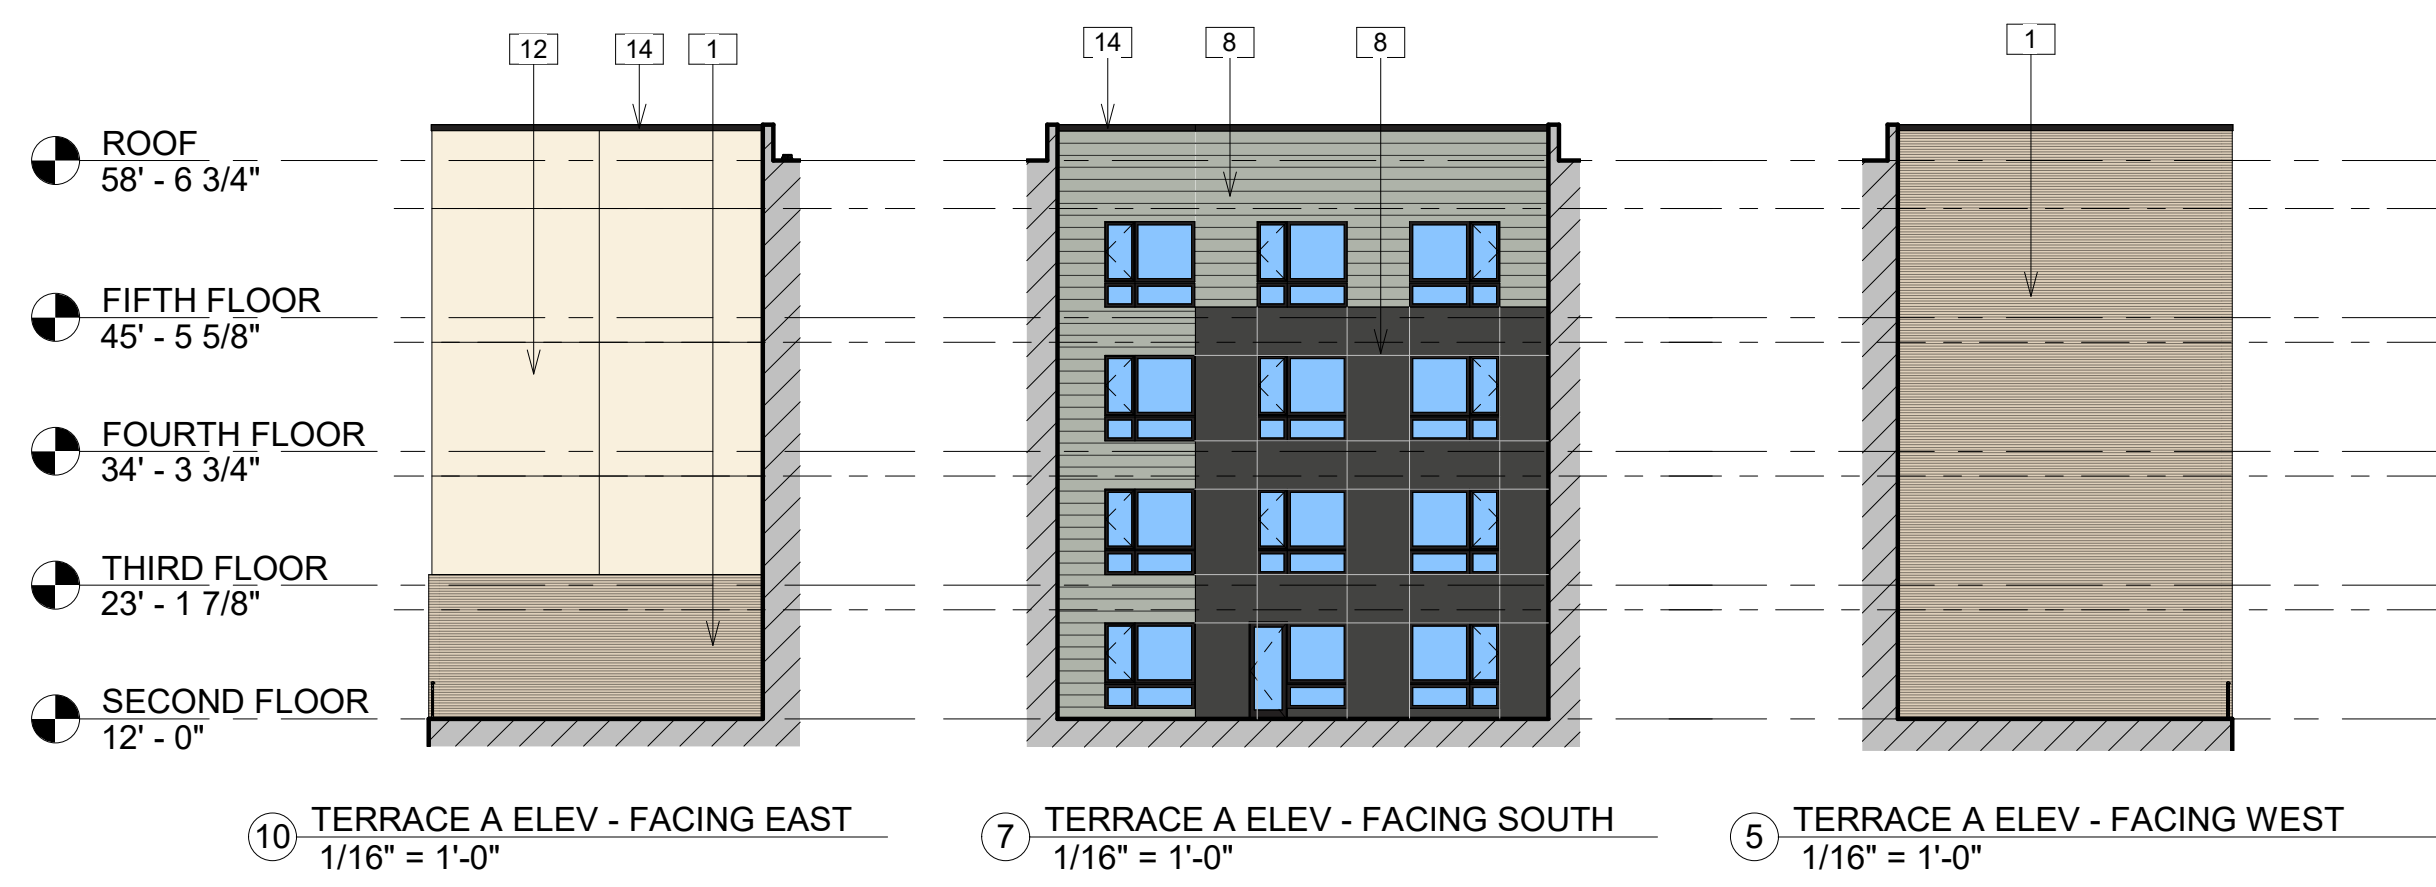 12 14 1 14 8 8 1
ROOF
58' - 6 3/4"
FIFTH FLOOR
45' - 5 5/8"
FOURTH FLOOR
34' - 3 3/4"
THIRD FLOOR
23' - 1 7/8"
SECOND FLOOR
12' - 0"
10 TERRACE A ELEV - FACING EAST
1/16" = 1'-0"
7 TERRACE A ELEV - FACING SOUTH
1/16" = 1'-0"
5 TERRACE A ELEV - FACING WEST
1/16" = 1'-0"